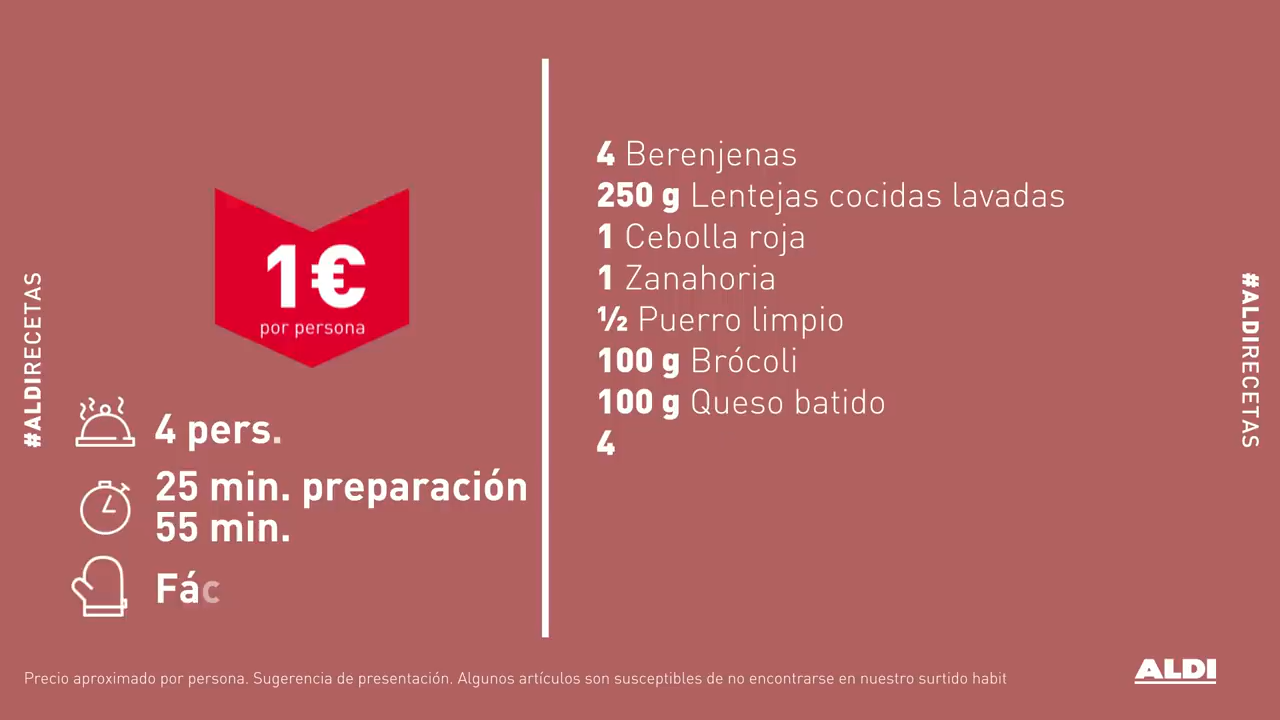 #ALDIRECETAS
1€
por persona
4 pers.
25 min. preparación
55 min.
Fác
4 Berenjenas
250 g Lentejas cocidas lavadas
1 Cebolla roja
1 Zanahoria
½ Puerro limpio
100 g Brócoli
100 g Queso batido
4
#ALDIRECETAS
Precio aproximado por persona. Sugerencia de presentación. Algunos artículos son susceptibles de no encontrarse en nuestro surtido habit
ALDI